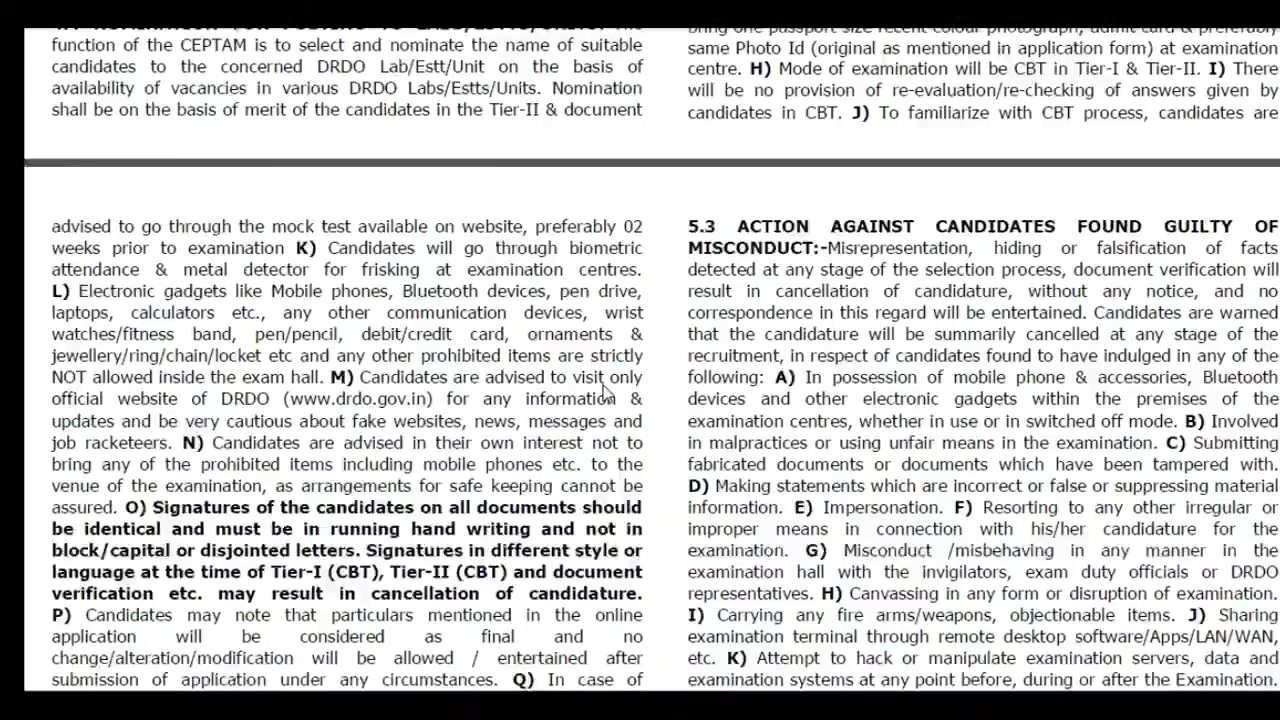 function of the CEPTAM is to select and nominate the name of suitable
candidates to the concerned DRDO Lab/Estt/Unit on the basis of
availability of vacancies in various DRDO Labs/Estts/Units. Nomination
shall be on the basis of merit of the candidates in the Tier-II & document
advised to go through the mock test available on website, preferably 02
weeks prior to examination K) Candidates will go through biometric
attendance & metal detector for frisking at examination centres.
L) Electronic gadgets like Mobile phones, Bluetooth devices, pen drive,
laptops, calculators etc., any other communication devices, wrist
watches/fitness band, pen/pencil, debit/credit card, ornaments &
jewellery/ring/chain/locket etc and any other prohibited items are strictly
NOT allowed inside the exam hall. M) Candidates are advised to visit only
official website of DRDO (www.drdo.gov.in) for any information &
updates and be very cautious about fake websites, news, messages and
job racketeers. N) Candidates are advised in their own interest not to
bring any of the prohibited items including mobile phones etc. to the
venue of the examination, as arrangements for safe keeping cannot be
assured. O) Signatures of the candidates on all documents should
be identical and must be in running hand writing and not in
block/capital or disjointed letters. Signatures in different style or
language at the time of Tier-I (CBT), Tier-II (CBT) and document
verification etc. may result in cancellation of candidature.
P) Candidates may note that particulars mentioned in the online
application will be considered as final and no
change/alteration/modification will be allowed / entertained after
submission of application under any circumstances. Q) In case of
bring one passport size recent colour photograph, admit card & preferably
same Photo Id (original as mentioned in application form) at examination
centre. H) Mode of examination will be CBT in Tier-I & Tier-II. I) There
will be no provision of re-evaluation/re-checking of answers given by
candidates in CBT. J) To familiarize with CBT process, candidates are
5.3 ACTION AGAINST CANDIDATES FOUND GUILTY OF
MISCONDUCT:-Misrepresentation, hiding or falsification of facts
detected at any stage of the selection process, document verification will
result in cancellation of candidature, without any notice, and no
correspondence in this regard will be entertained. Candidates are warned
that the candidature will be summarily cancelled at any stage of the
recruitment, in respect of candidates found to have indulged in any of the
following: A) In possession of mobile phone & accessories, Bluetooth
devices and other electronic gadgets within the premises of the
examination centres, whether in use or in switched off mode. B) Involved
in malpractices or using unfair means in the examination. C) Submitting
fabricated documents or documents which have been tampered with.
D) Making statements which are incorrect or false or suppressing material
information. E) Impersonation. F) Resorting to any other irregular or
improper means in connection with his/her candidature for the
examination. G) Misconduct /misbehaving in any manner in the
examination hall with the invigilators, exam duty officials or DRDO
representatives. H) Canvassing in any form or disruption of examination.
I) Carrying any fire arms/weapons, objectionable items. J) Sharing
examination terminal through remote desktop software/Apps/LAN/WAN,
etc. K) Attempt to hack or manipulate examination servers, data and
examination systems at any point before, during or after the Examination.